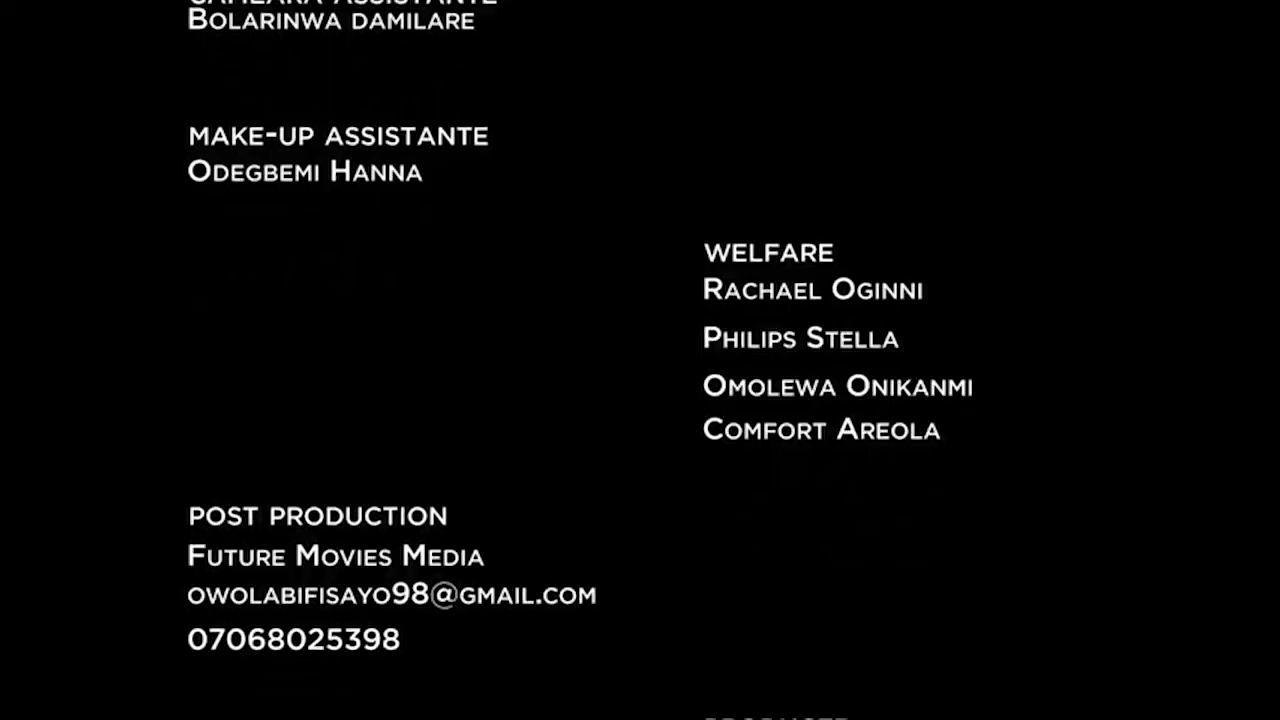 Bolarinwa damilare
make-up assistante
Odegbemi Hanna
welfare
Rachael Oginni
Philips Stella
Omolewa Onikanmi
Comfort Areola
post production
Future Movies Media
owolabifisayo98@gmail.com
07068025398